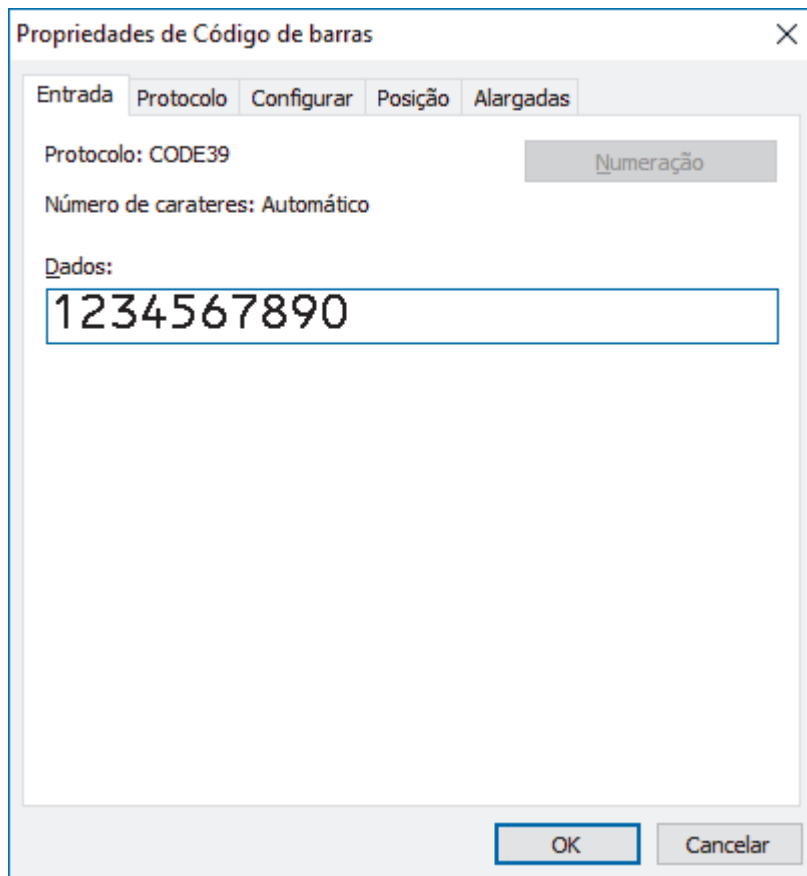 Propriedades de Código de barras
Entrada Protocolo Configurar Posição Alargadas
Protocolo: CODE39
Numeração
Número de carateres: Automático
Dados:
1234567890
OK Cancelar